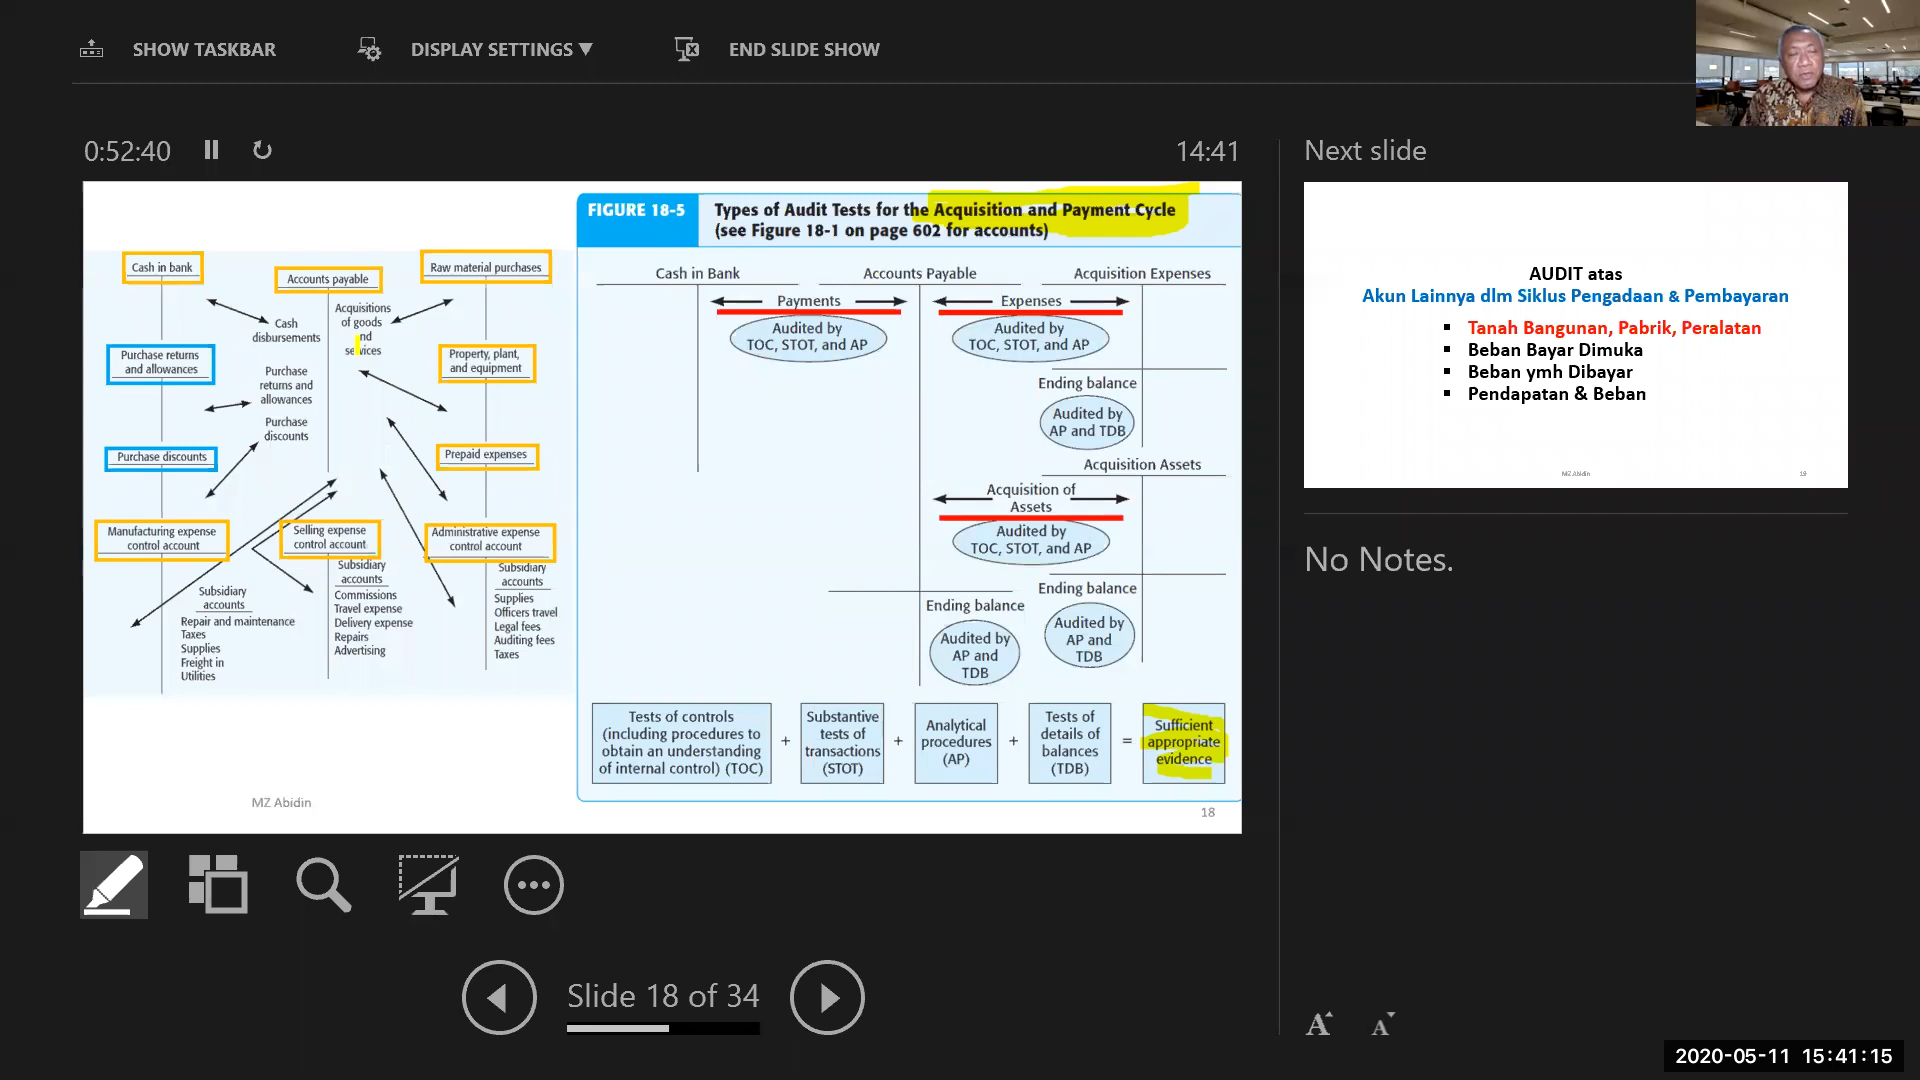 SHOW TASKBAR
DISPLAY SETTINGS ▼
END SLIDE SHOW
0:52:40
14:41
Next slide
Cash in bank
Accounts payable
Raw material purchases
Cash
disbursements
Acquisitions
of goods
and
services
Purchase returns
and allowances
Purchase
returns and
allowances
Property, plant,
and equipment
Purchase
discounts
Purchase discounts
Prepaid expenses
Manufacturing expense
control account
Selling expense
control account
Administrative expense
control account
Subsidiary
accounts
Repair and maintenance
Taxes
Supplies
Freight in
Utilities
Subsidiary
accounts
Commissions
Travel expense
Delivery expense
Repairs
Advertising
Subsidiary
accounts
Supplies
Officers travel
Legal fees
Auditing fees
Taxes
MZ Abidin
FIGURE 18-5
Types of Audit Tests for the Acquisition and Payment Cycle
(see Figure 18-1 on page 602 for accounts)
Cash in Bank
Accounts Payable
Acquisition Expenses
Payments
Audited by
TOC, STOT, and AP
Expenses
Audited by
TOC, STOT, and AP
Ending balance
Audited by
AP and TDB
Acquisition Assets
Acquisition of
Assets
Audited by
TOC, STOT, and AP
Ending balance
Audited by
AP and
TDB
Ending balance
Audited by
AP and
TDB
Tests of controls
(including procedures to
obtain an understanding
of internal control) (TOC)
+
Substantive
tests of
transactions
(STOT)
+
Analytical
procedures
(AP)
+
Tests of
details of
balances
(TDB)
=
Sufficient
appropriate
evidence
18
AUDIT atas
Akun Lainnya dlm Siklus Pengadaan & Pembayaran
▪ Tanah Bangunan, Pabrik, Peralatan
▪ Beban Bayar Dimuka
▪ Beban ymh Dibayar
▪ Pendapatan & Beban
MZ Abidin
19
No Notes.
Slide 18 of 34
A A
2020-05-11 15:41:15